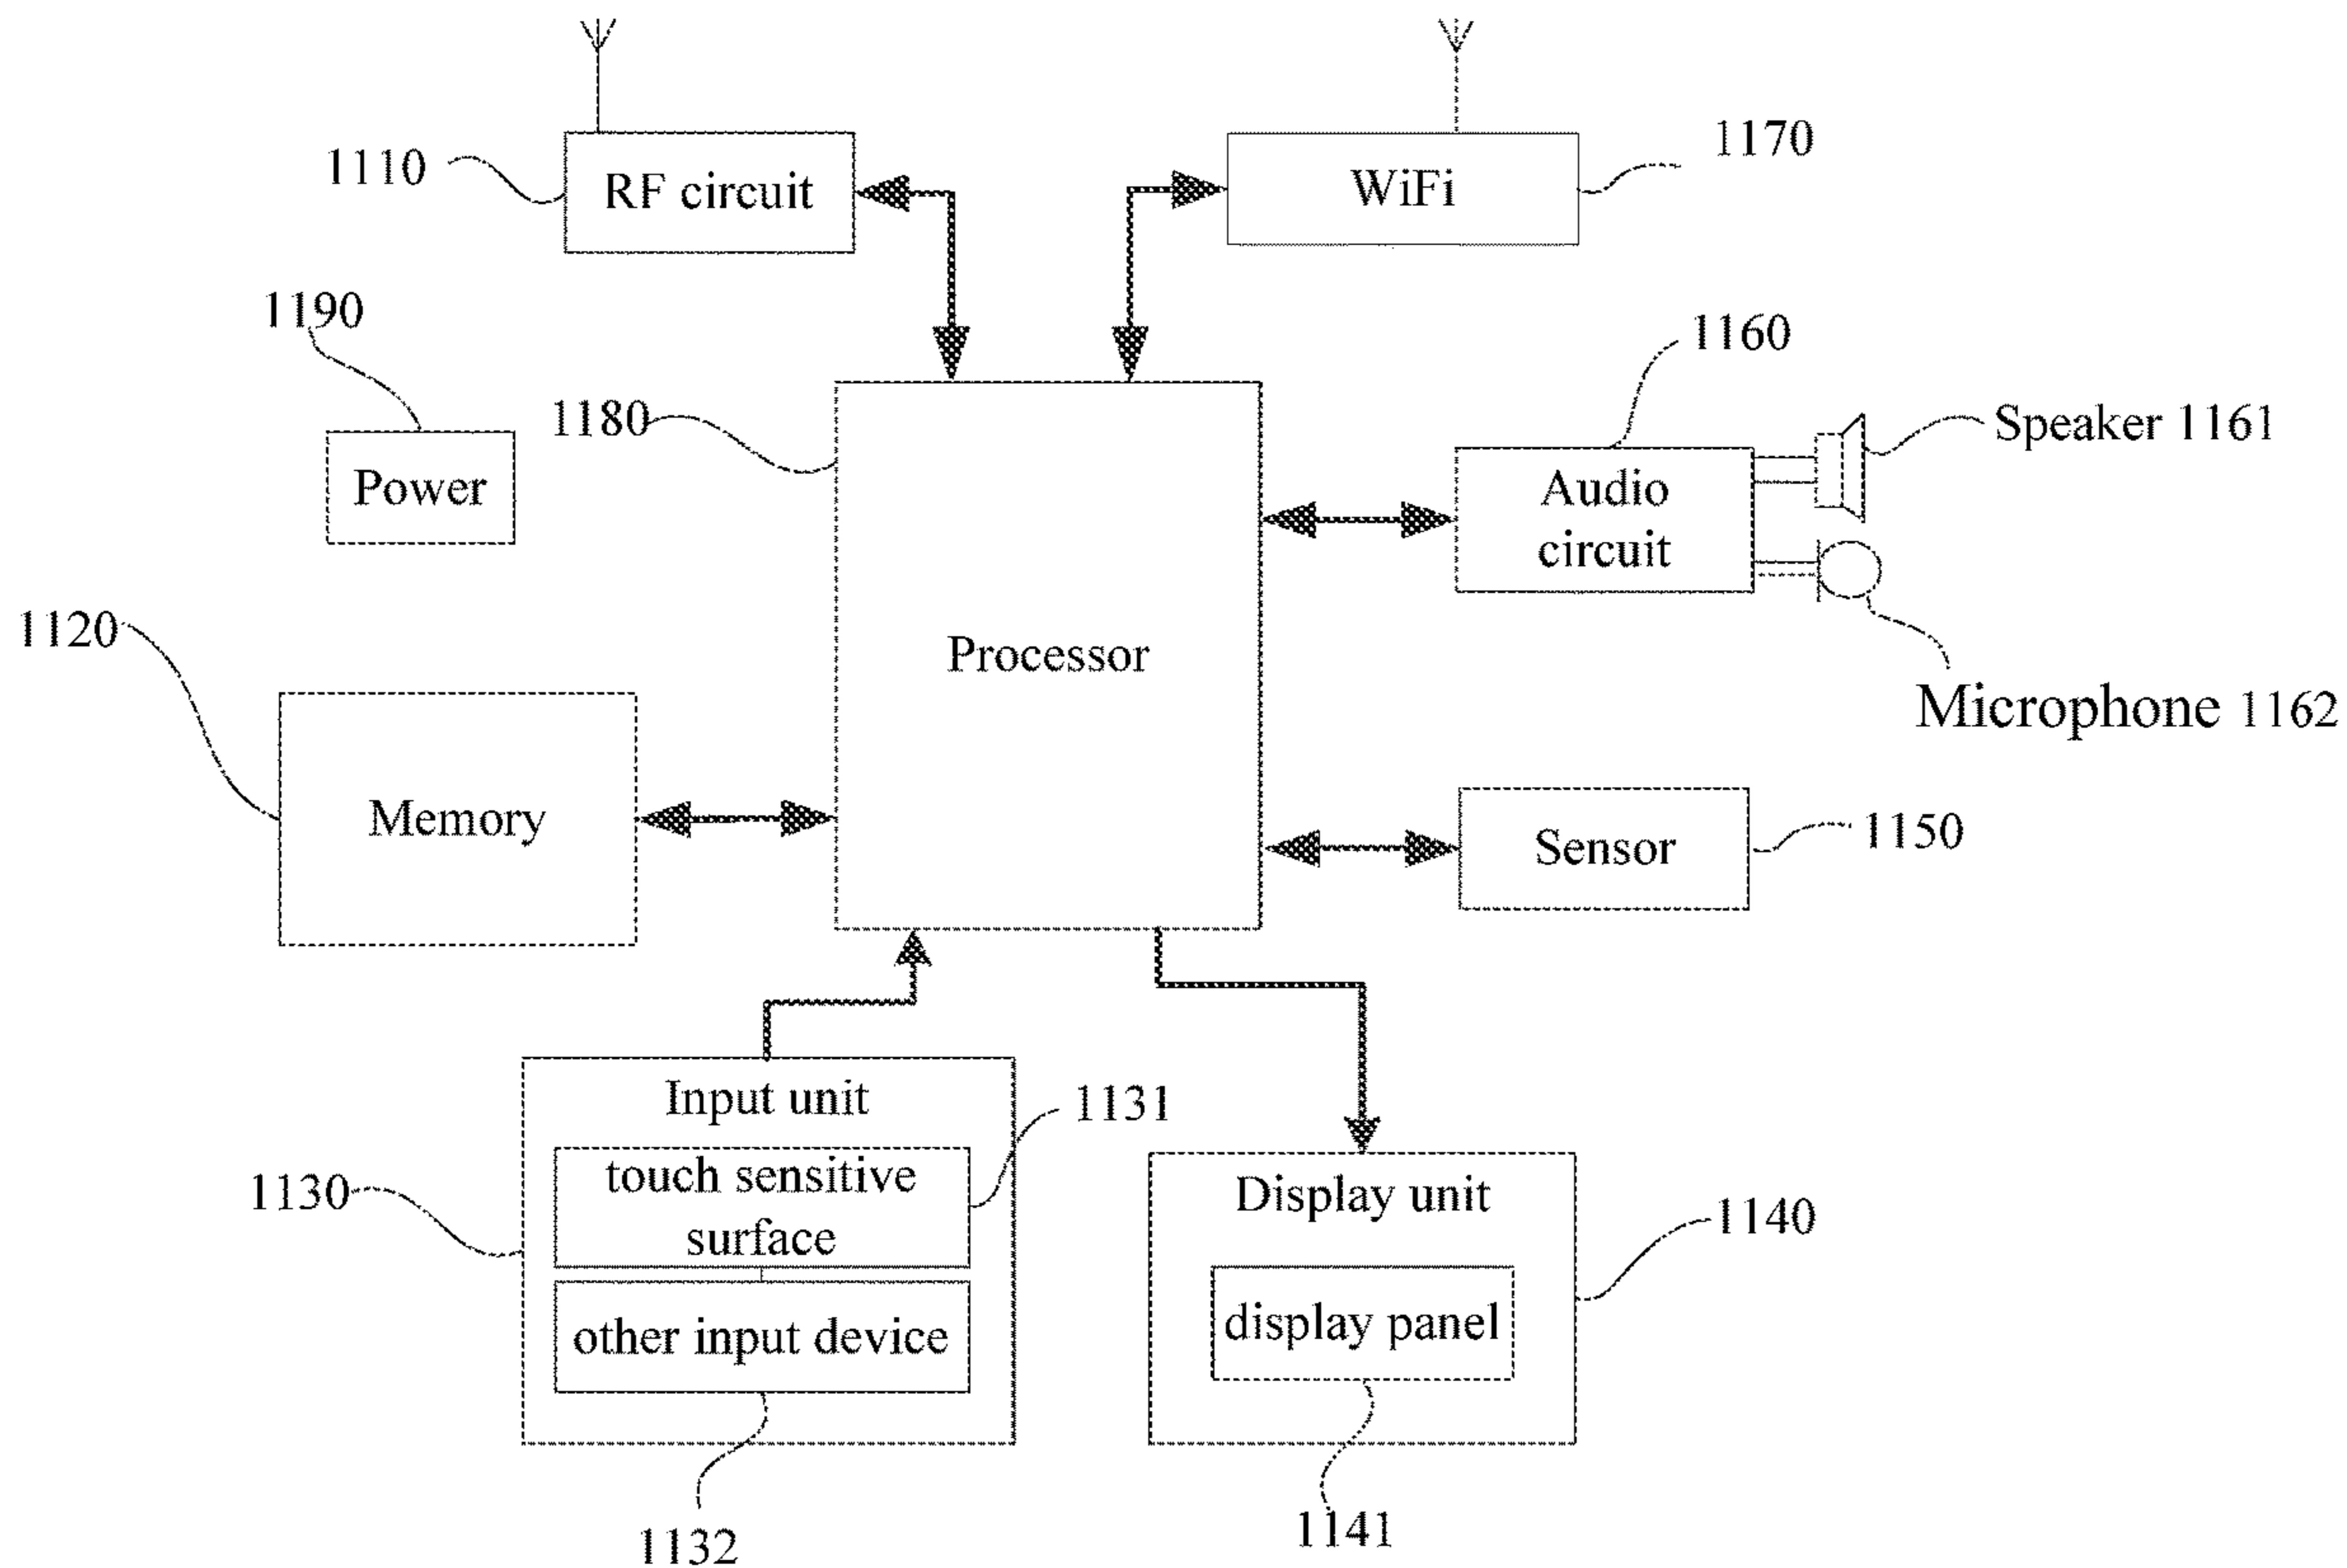 1110
RF circuit
WiFi
1170
1190
Power
1180
Processor
1160
Audio
circuit
Speaker 1161
Microphone 1162
1120
Memory
Sensor
1150
Input unit
1131
touch sensitive
surface
1130
other input device
1132
Display unit
1140
display panel
1141